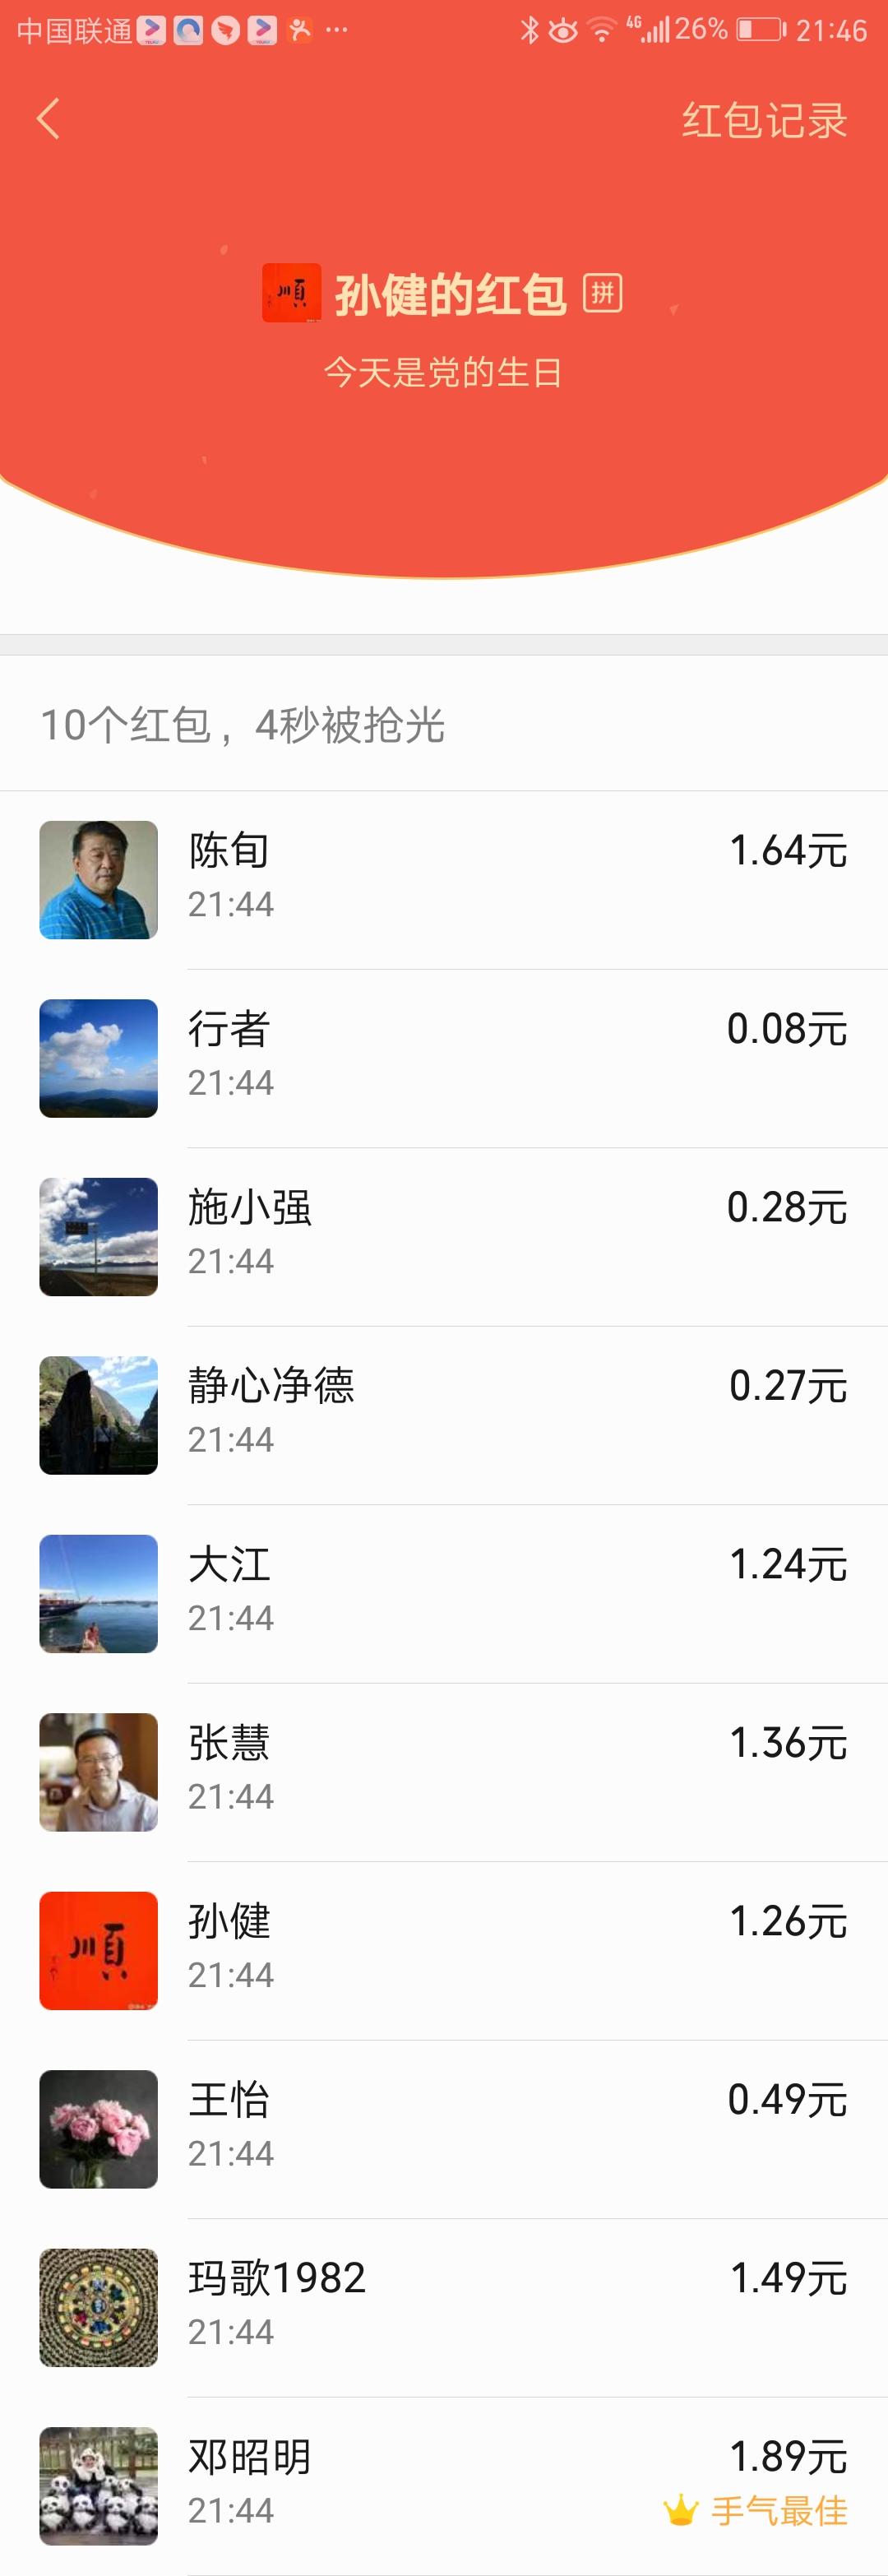 中国联通 4G 26% 21:46
红包记录
順 孙健的红包 拼
今天是党的生日
10个红包，4秒被抢光
陈旬 1.64元
21:44
行者 0.08元
21:44
施小强 0.28元
21:44
静心净德 0.27元
21:44
大江 1.24元
21:44
张慧 1.36元
21:44
順
孙健 1.26元
21:44
王怡 0.49元
21:44
玛歌1982 1.49元
21:44
邓昭明 1.89元
21:44 手气最佳